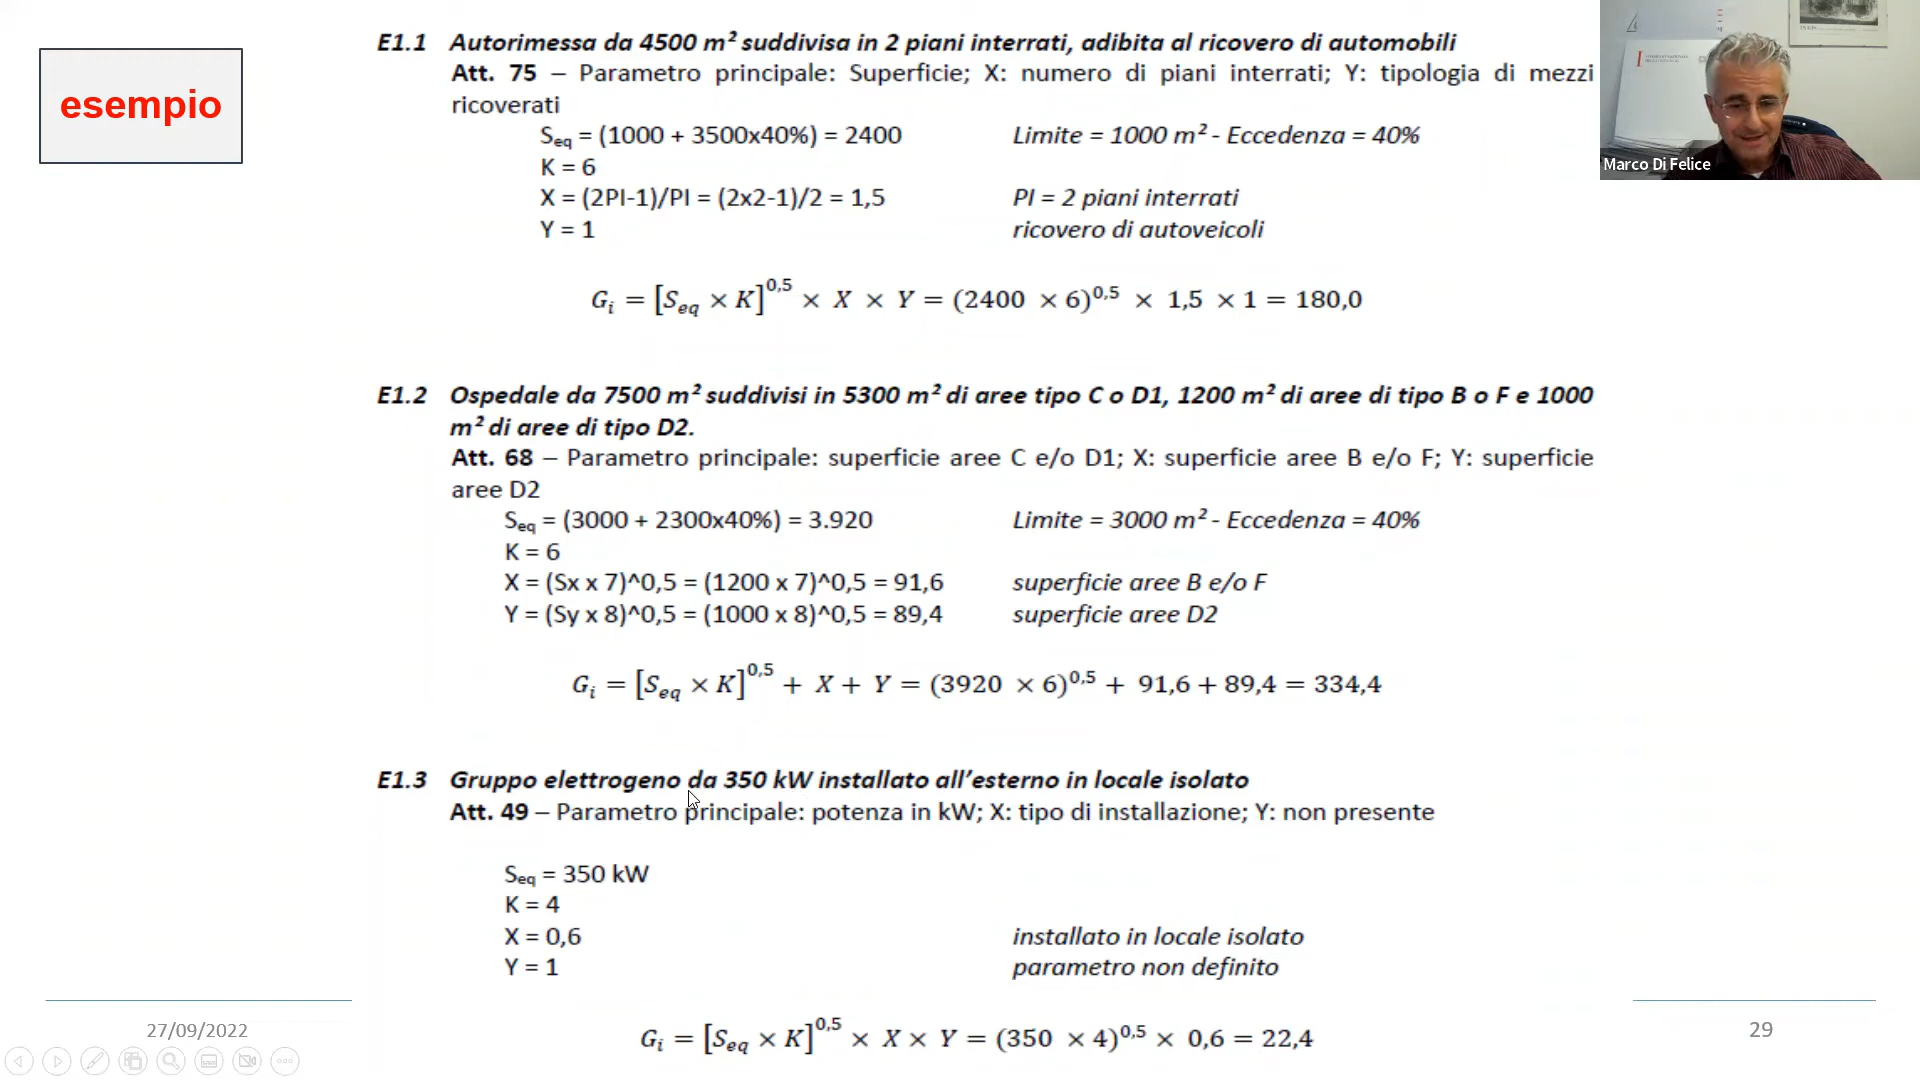 esempio
E1.1 Autorimessa da 4500 m² suddivisa in 2 piani interrati, adibita al ricovero di automobili
Att. 75 – Parametro principale: Superficie; X: numero di piani interrati; Y: tipologia di mezzi
ricoverati
Seq = (1000 + 3500x40%) = 2400 Limite = 1000 m² - Eccedenza = 40%
K = 6
X = (2PI-1)/PI = (2x2-1)/2 = 1,5 PI = 2 piani interrati
Y = 1 ricovero di autoveicoli
Gi = [Seq × K]^0,5 × X × Y = (2400 × 6)^0,5 × 1,5 × 1 = 180,0
E1.2 Ospedale da 7500 m² suddivisi in 5300 m² di aree tipo C o D1, 1200 m² di aree di tipo B o F e 1000
m² di aree di tipo D2.
Att. 68 – Parametro principale: superficie aree C e/o D1; X: superficie aree B e/o F; Y: superficie
aree D2
Seq = (3000 + 2300x40%) = 3.920 Limite = 3000 m² - Eccedenza = 40%
K = 6
X = (Sx x 7)^0,5 = (1200 x 7)^0,5 = 91,6 superficie aree B e/o F
Y = (Sy x 8)^0,5 = (1000 x 8)^0,5 = 89,4 superficie aree D2
Gi = [Seq × K]^0,5 + X + Y = (3920 × 6)^0,5 + 91,6 + 89,4 = 334,4
E1.3 Gruppo elettrogeno da 350 kW installato all’esterno in locale isolato
Att. 49 – Parametro principale: potenza in kW; X: tipo di installazione; Y: non presente
Seq = 350 kW
K = 4
X = 0,6 installato in locale isolato
Y = 1 parametro non definito
Gi = [Seq × K]^0,5 × X × Y = (350 × 4)^0,5 × 0,6 = 22,4
27/09/2022
29
Marco Di Felice